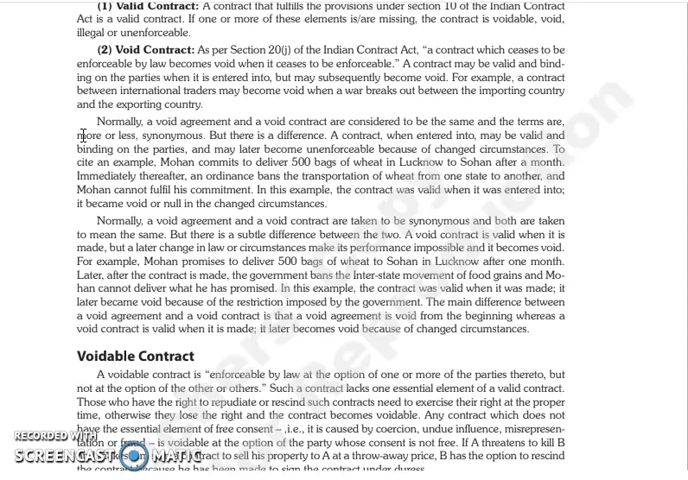 (1) Valid Contract: A contract that fulfills the provisions under section 10 of the Indian Contract
Act is a valid contract. If one or more of these elements is/are missing, the contract is voidable, void,
illegal or unenforceable.
(2) Void Contract: As per Section 20(j) of the Indian Contract Act, “a contract which ceases to be
enforceable by law becomes void when it ceases to be enforceable.” A contract may be valid and bind-
ing on the parties when it is entered into, but may subsequently become void. For example, a contract
between international traders may become void when a war breaks out between the importing country
and the exporting country.
Normally, a void agreement and a void contract are considered to be the same and the terms are,
more or less, synonymous. But there is a difference. A contract, when entered into, may be valid and
binding on the parties, and may later become unenforceable because of changed circumstances. To
cite an example, Mohan commits to deliver 500 bags of wheat in Lucknow to Sohan after a month.
Immediately thereafter, an ordinance bans the transportation of wheat from one state to another, and
Mohan cannot fulfil his commitment. In this example, the contract was valid when it was entered into;
it became void or null in the changed circumstances.
Normally, a void agreement and a void contract are taken to be synonymous and both are taken
to mean the same. But there is a subtle difference between the two. A void contract is valid when it is
made, but a later change in law or circumstances make its performance impossible and it becomes void.
For example, Mohan promises to deliver 500 bags of wheat to Sohan in Lucknow after one month.
Later, after the contract is made, the government bans the inter-state movement of food grains and Mo-
han cannot deliver what he has promised. In this example, the contract was valid when it was made; it
later became void because of the restriction imposed by the government. The main difference between
a void agreement and a void contract is that a void agreement is void from the beginning whereas a
void contract is valid when it is made; it later becomes void because of changed circumstances.
Voidable Contract
A voidable contract is “enforceable by law at the option of one or more of the parties thereto, but
not at the option of the other or others.” Such a contract lacks one essential element of a valid contract.
Those who have the right to repudiate or rescind such contracts need to exercise their right at the proper
time, otherwise they lose the right and the contract becomes voidable. Any contract which does not
have the essential element of free consent – ,i.e., it is caused by coercion, undue influence, misrepresen-
tation or fraud – is voidable at the option of the party whose consent is not free. If A threatens to kill B
to sell his property to A at a throw-away price, B has the option to rescind
the contract because he has been made to sign the contract under duress.
RECORDED WITH
SCREENCAST MATIC